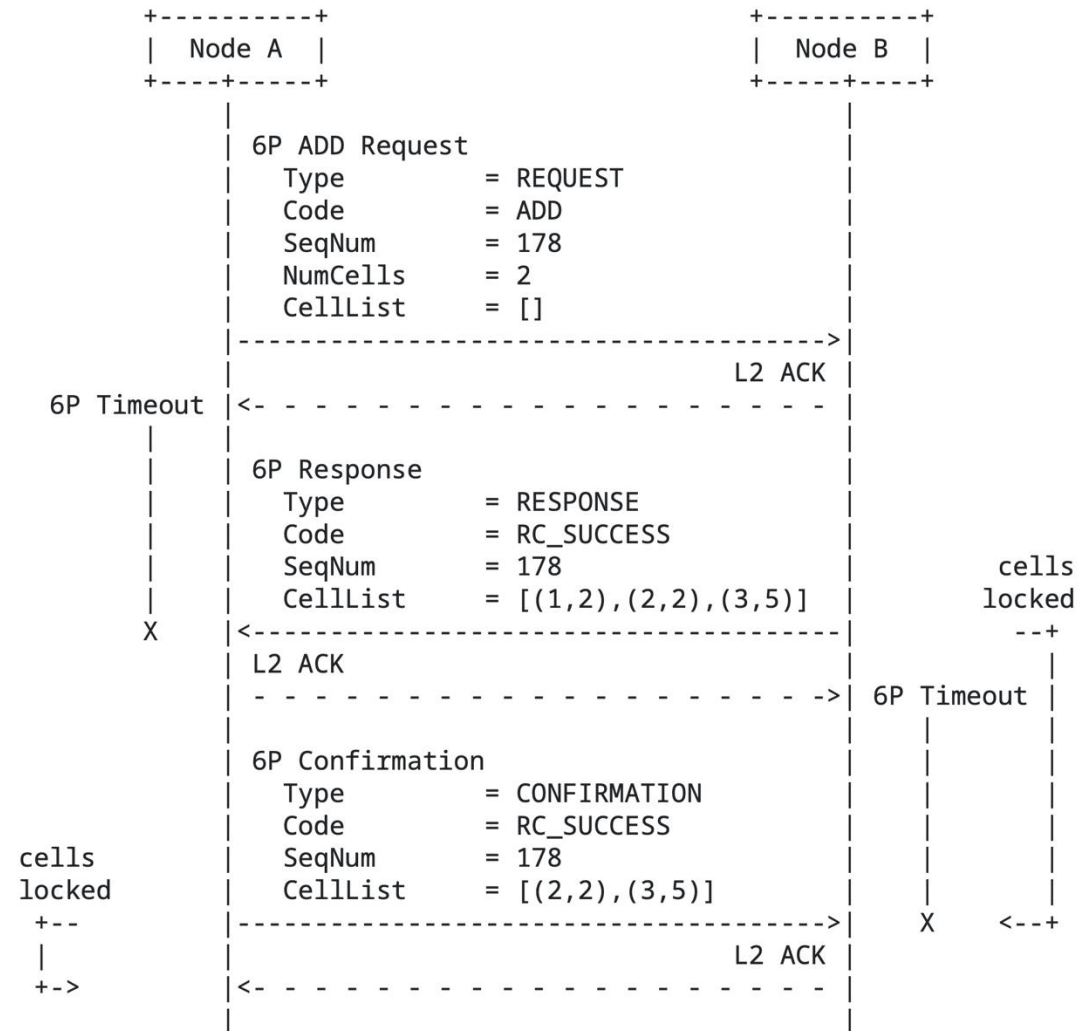 Node A Node B
6P ADD Request
Type = REQUEST
Code = ADD
SeqNum = 178
NumCells = 2
CellList = []
L2 ACK
6P Timeout
6P Response
Type = RESPONSE
Code = RC_SUCCESS
SeqNum = 178 cells
CellList = [(1,2),(2,2),(3,5)] locked
X
L2 ACK
6P Timeout
6P Confirmation
Type = CONFIRMATION
Code = RC_SUCCESS
cells SeqNum = 178
locked CellList = [(2,2),(3,5)]
X
L2 ACK